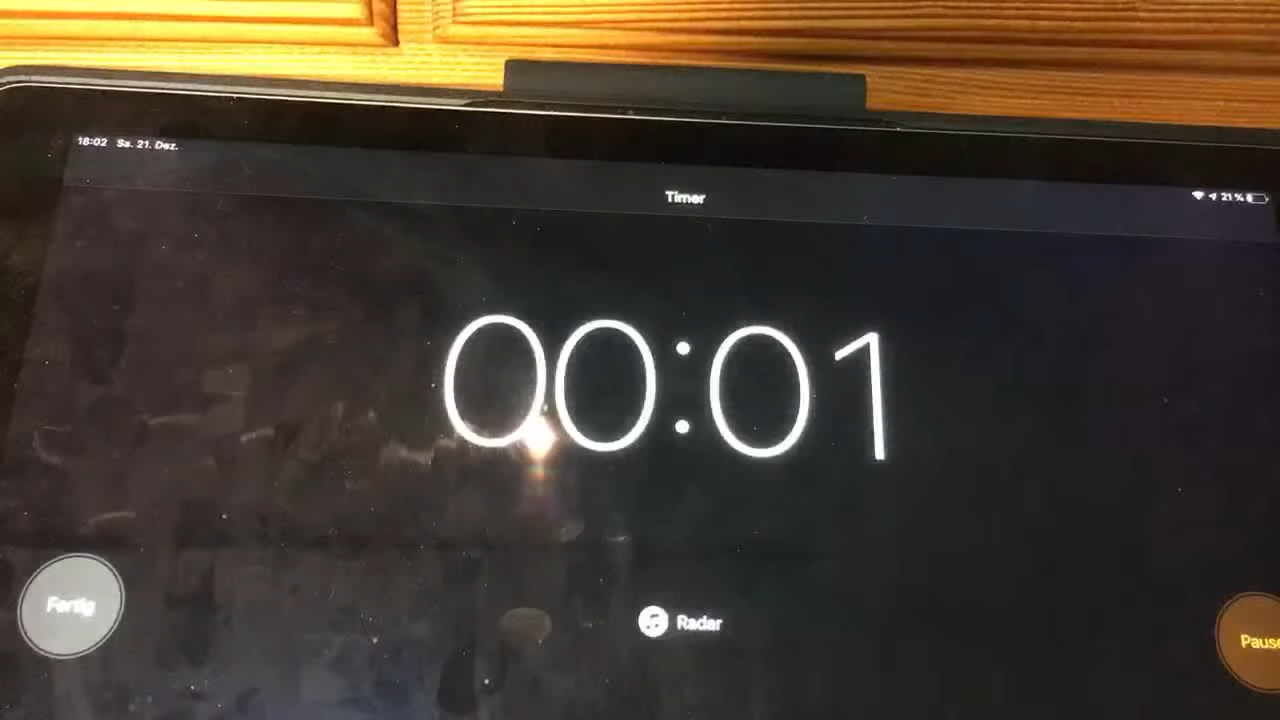 18:02 Sa. 21. Dez.
Timer
21 %
00:01
Fertig
Radar
Pause